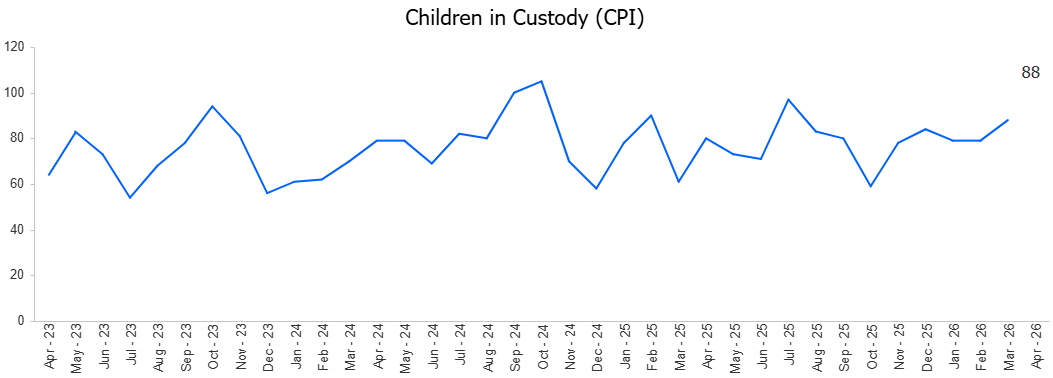 Children in Custody (CPI)
120
88
100
80
60
40
20
0
Apr - 23
May - 23
Jun - 23
Jul - 23
Aug - 23
Sep - 23
Oct - 23
Nov - 23
Dec - 23
Jan - 24
Feb - 24
Mar - 24
Apr - 24
May - 24
Jun - 24
Jul - 24
Aug - 24
Sep - 24
Oct - 24
Nov - 24
Dec - 24
Jan - 25
Feb - 25
Mar - 25
Apr - 25
May - 25
Jun - 25
Jul - 25
Aug - 25
Sep - 25
Oct - 25
Nov - 25
Dec - 25
Jan - 26
Feb - 26
Mar - 26
Apr - 26